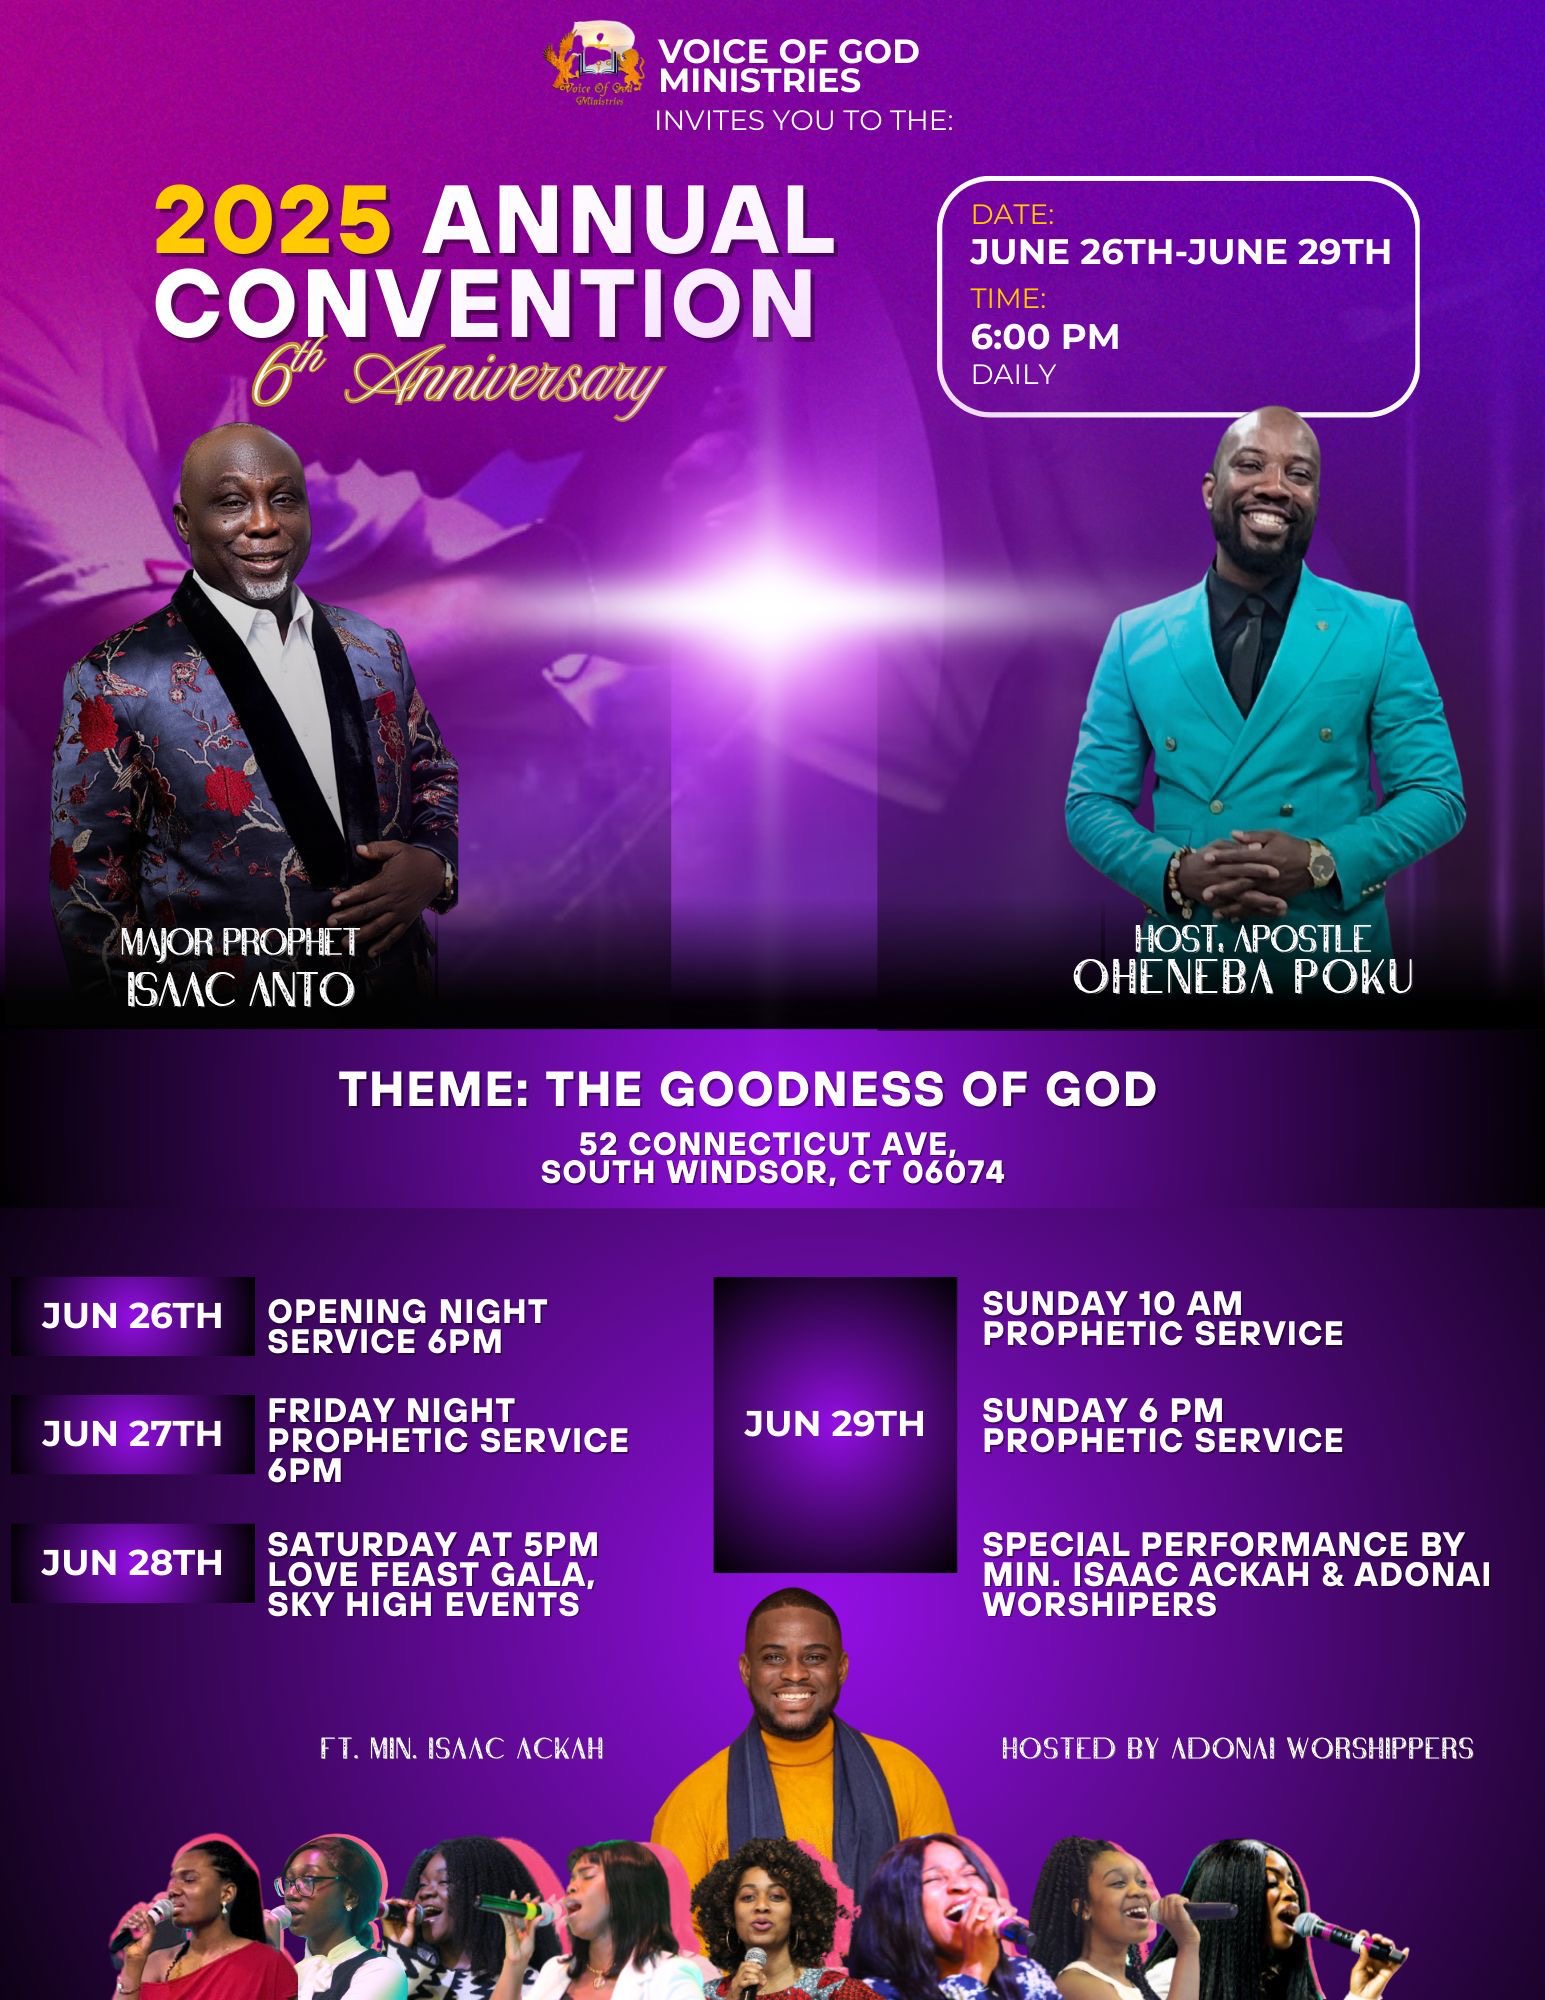 Voice Of God
Ministries
VOICE OF GOD
MINISTRIES
INVITES YOU TO THE:
2025 ANNUAL
CONVENTION
6th Anniversary
DATE:
JUNE 26TH-JUNE 29TH
TIME:
6:00 PM
DAILY
MAJOR PROPHET
ISAAC ANTO
HOST, APOSTLE
OHENEBA POKU
THEME: THE GOODNESS OF GOD
52 CONNECTICUT AVE,
SOUTH WINDSOR, CT 06074
JUN 26TH
OPENING NIGHT
SERVICE 6PM
JUN 27TH
FRIDAY NIGHT
PROPHETIC SERVICE
6PM
JUN 28TH
SATURDAY AT 5PM
LOVE FEAST GALA,
SKY HIGH EVENTS
JUN 29TH
SUNDAY 10 AM
PROPHETIC SERVICE
SUNDAY 6 PM
PROPHETIC SERVICE
SPECIAL PERFORMANCE BY
MIN. ISAAC ACKAH & ADONAI
WORSHIPERS
FT. MIN. ISAAC ACKAH
HOSTED BY ADONAI WORSHIPPERS